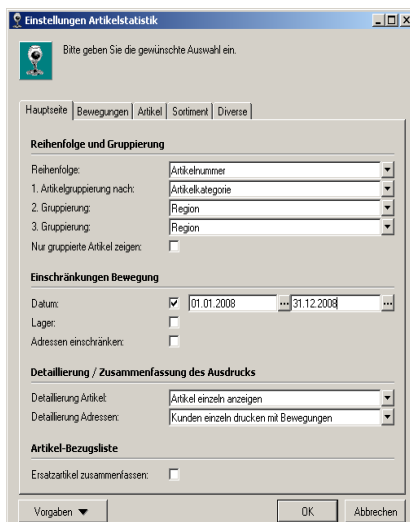 Einstellungen Artikelstatistik
Bitte geben Sie die gewünschte Auswahl ein.
Hauptseite Bewegungen Artikel Sortiment Diverse
Reihenfolge und Gruppierung
Reihenfolge: Artikelnummer
1. Artikelgruppierung nach: Artikelkategorie
2. Gruppierung: Region
3. Gruppierung: Region
Nur gruppierte Artikel zeigen:
Einschränkungen Bewegung
Datum: 01.01.2008 ... 31.12.2008 ...
Lager:
Adressen einschränken:
Detaillierung / Zusammenfassung des Ausdrucks
Detaillierung Artikel: Artikel einzeln anzeigen
Detaillierung Adressen: Kunden einzeln drucken mit Bewegungen
Artikel-Bezugsliste
Ersatzartikel zusammenfassen:
Vorgaben OK Abbrechen